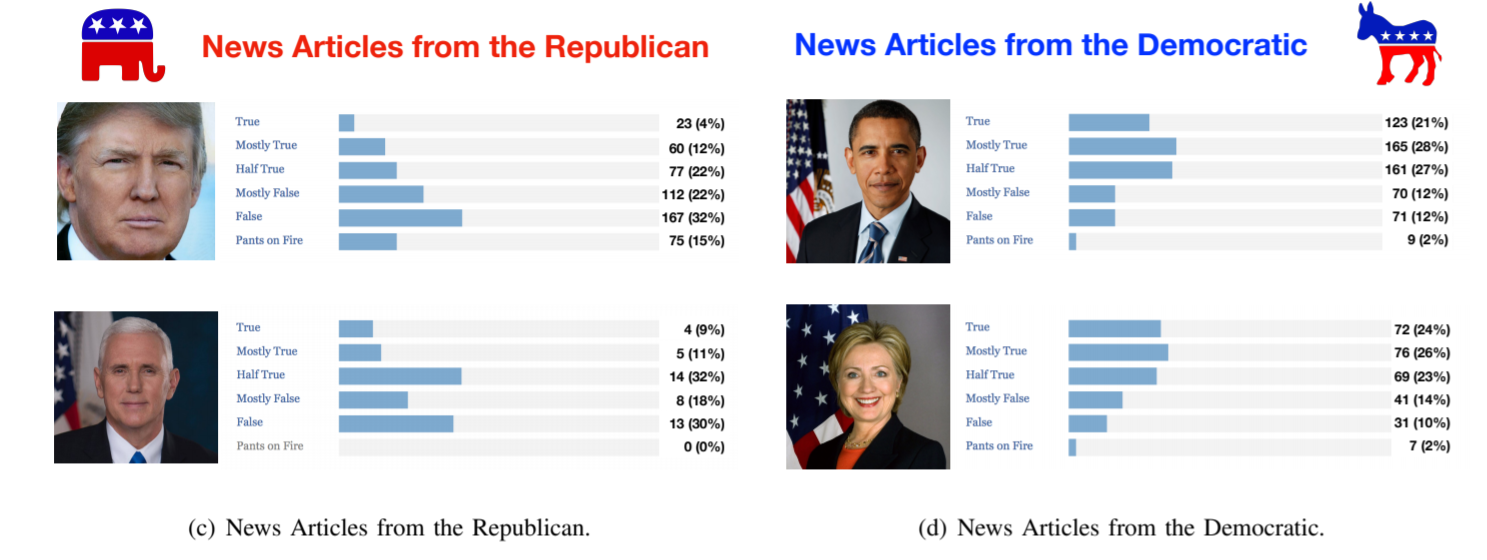 News Articles from the Republican
True 23 (4%)
Mostly True 60 (12%)
Half True 77 (22%)
Mostly False 112 (22%)
False 167 (32%)
Pants on Fire 75 (15%)
True 4 (9%)
Mostly True 5 (11%)
Half True 14 (32%)
Mostly False 8 (18%)
False 13 (30%)
Pants on Fire 0 (0%)
(c) News Articles from the Republican.
News Articles from the Democratic
True 123 (21%)
Mostly True 165 (28%)
Half True 161 (27%)
Mostly False 70 (12%)
False 71 (12%)
Pants on Fire 9 (2%)
True 72 (24%)
Mostly True 76 (26%)
Half True 69 (23%)
Mostly False 41 (14%)
False 31 (10%)
Pants on Fire 7 (2%)
(d) News Articles from the Democratic.